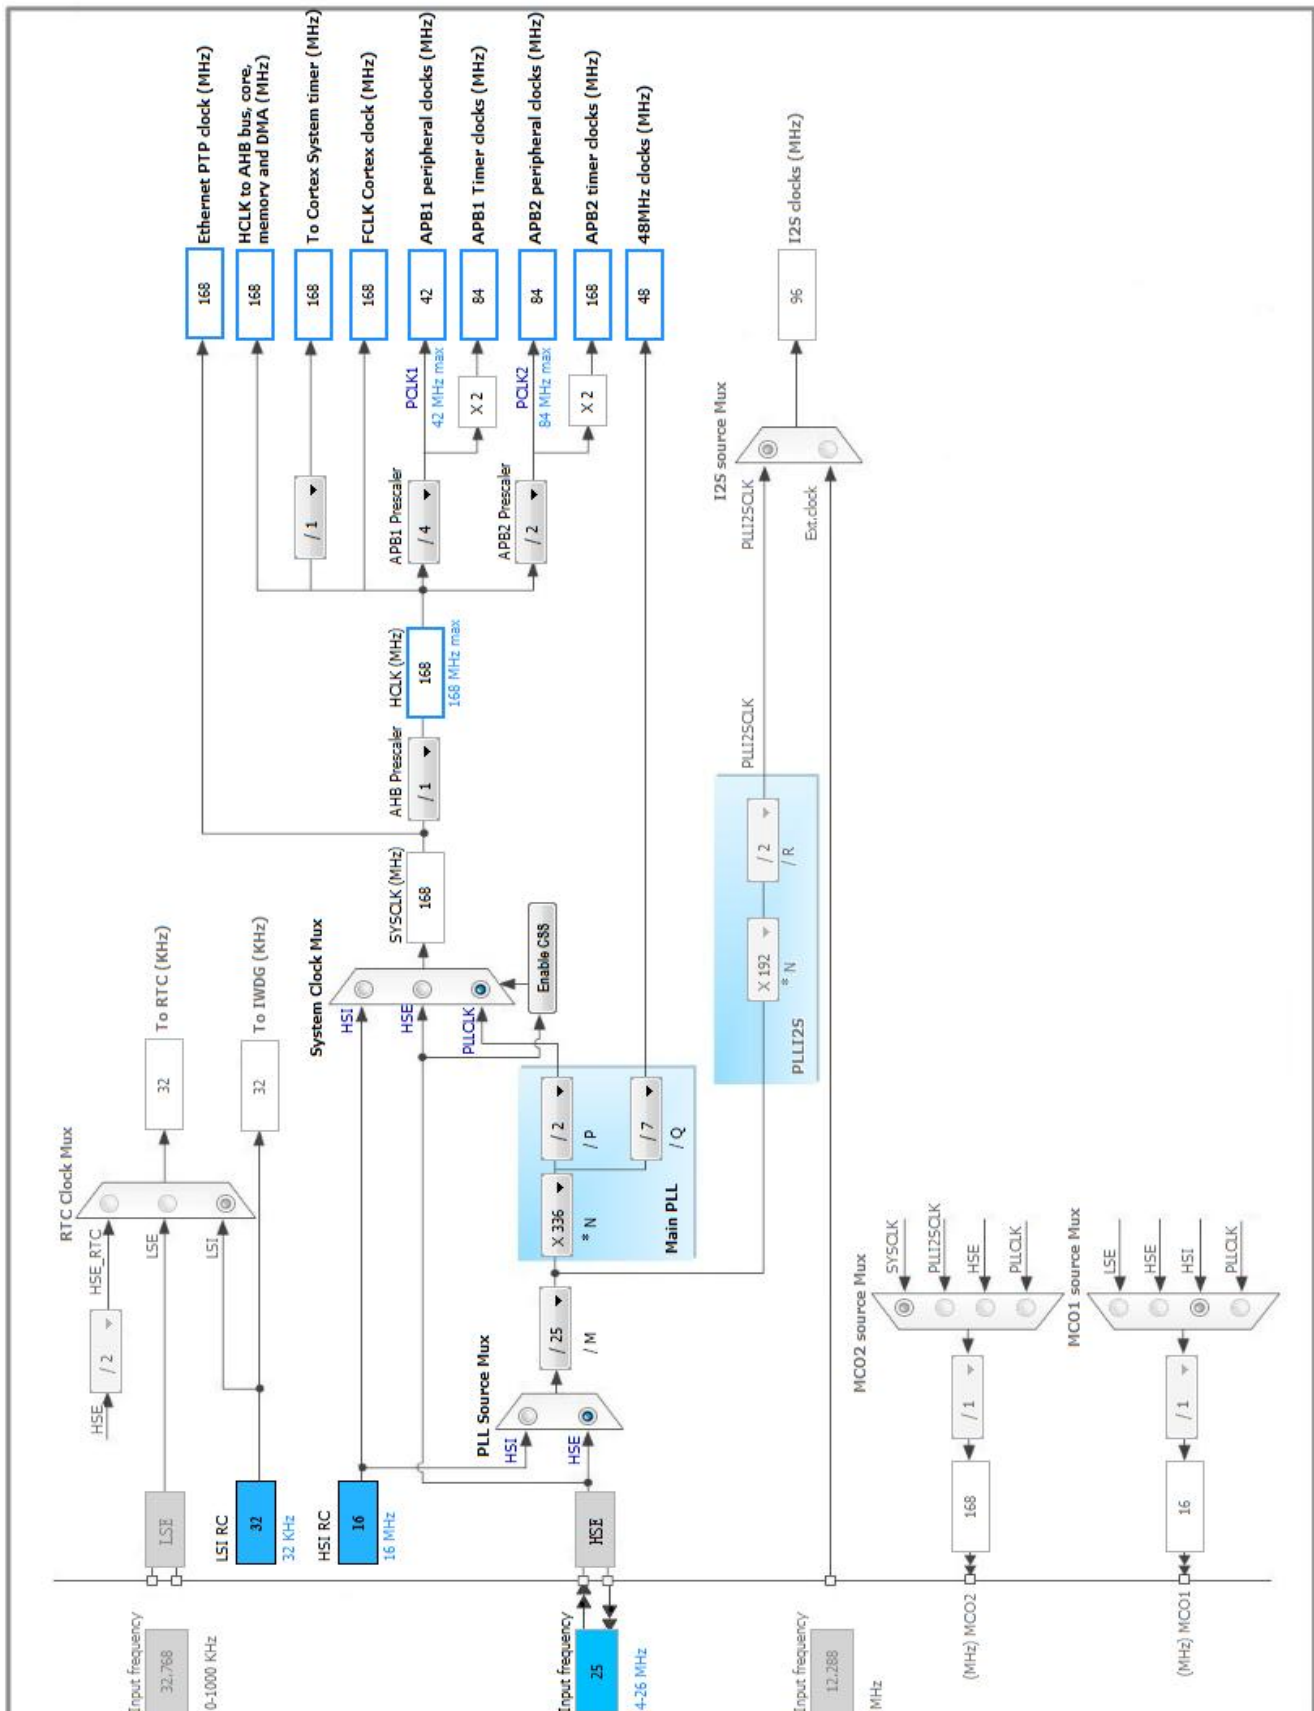 RTC Clock Mux
HSE
/ 2
HSE_RTC
LSE
LSI
32
To RTC (KHz)
Input frequency
32.768
0-1000 KHz
LSE
LSI RC
32
32 KHz
32
To IWDG (KHz)
HSI RC
16
16 MHz
System Clock Mux
HSI
HSE
PLLCLK
Enable CSS
SYSCLK (MHz)
168
AHB Prescaler
/ 1
HCLK (MHz)
168
168 MHz max
168
Ethernet PTP clock (MHz)
168
HCLK to AHB bus, core,
memory and DMA (MHz)
/ 1
168
To Cortex System timer (MHz)
168
FCLK Cortex clock (MHz)
APB1 Prescaler
/ 4
PCLK1
42 MHz max
42
APB1 peripheral clocks (MHz)
X 2
84
APB1 Timer clocks (MHz)
APB2 Prescaler
/ 2
PCLK2
84 MHz max
84
APB2 peripheral clocks (MHz)
X 2
168
APB2 timer clocks (MHz)
48
48MHz clocks (MHz)
Input frequency
25
4-26 MHz
HSE
PLL Source Mux
HSI
HSE
/ 25
/ M
X 336
* N
/ 2
/ P
/ 7
/ Q
Main PLL
X 192
* N
/ 2
/ R
PLLI2S
PLLI2SCLK
I2S source Mux
PLLI2SCLK
Ext.clock
96
I2S clocks (MHz)
Input frequency
12.288
MHz
MCO2 source Mux
SYSCLK
PLLI2SCLK
HSE
PLLCLK
/ 1
168
(MHz) MCO2
MCO1 source Mux
LSE
HSE
HSI
PLLCLK
/ 1
16
(MHz) MCO1